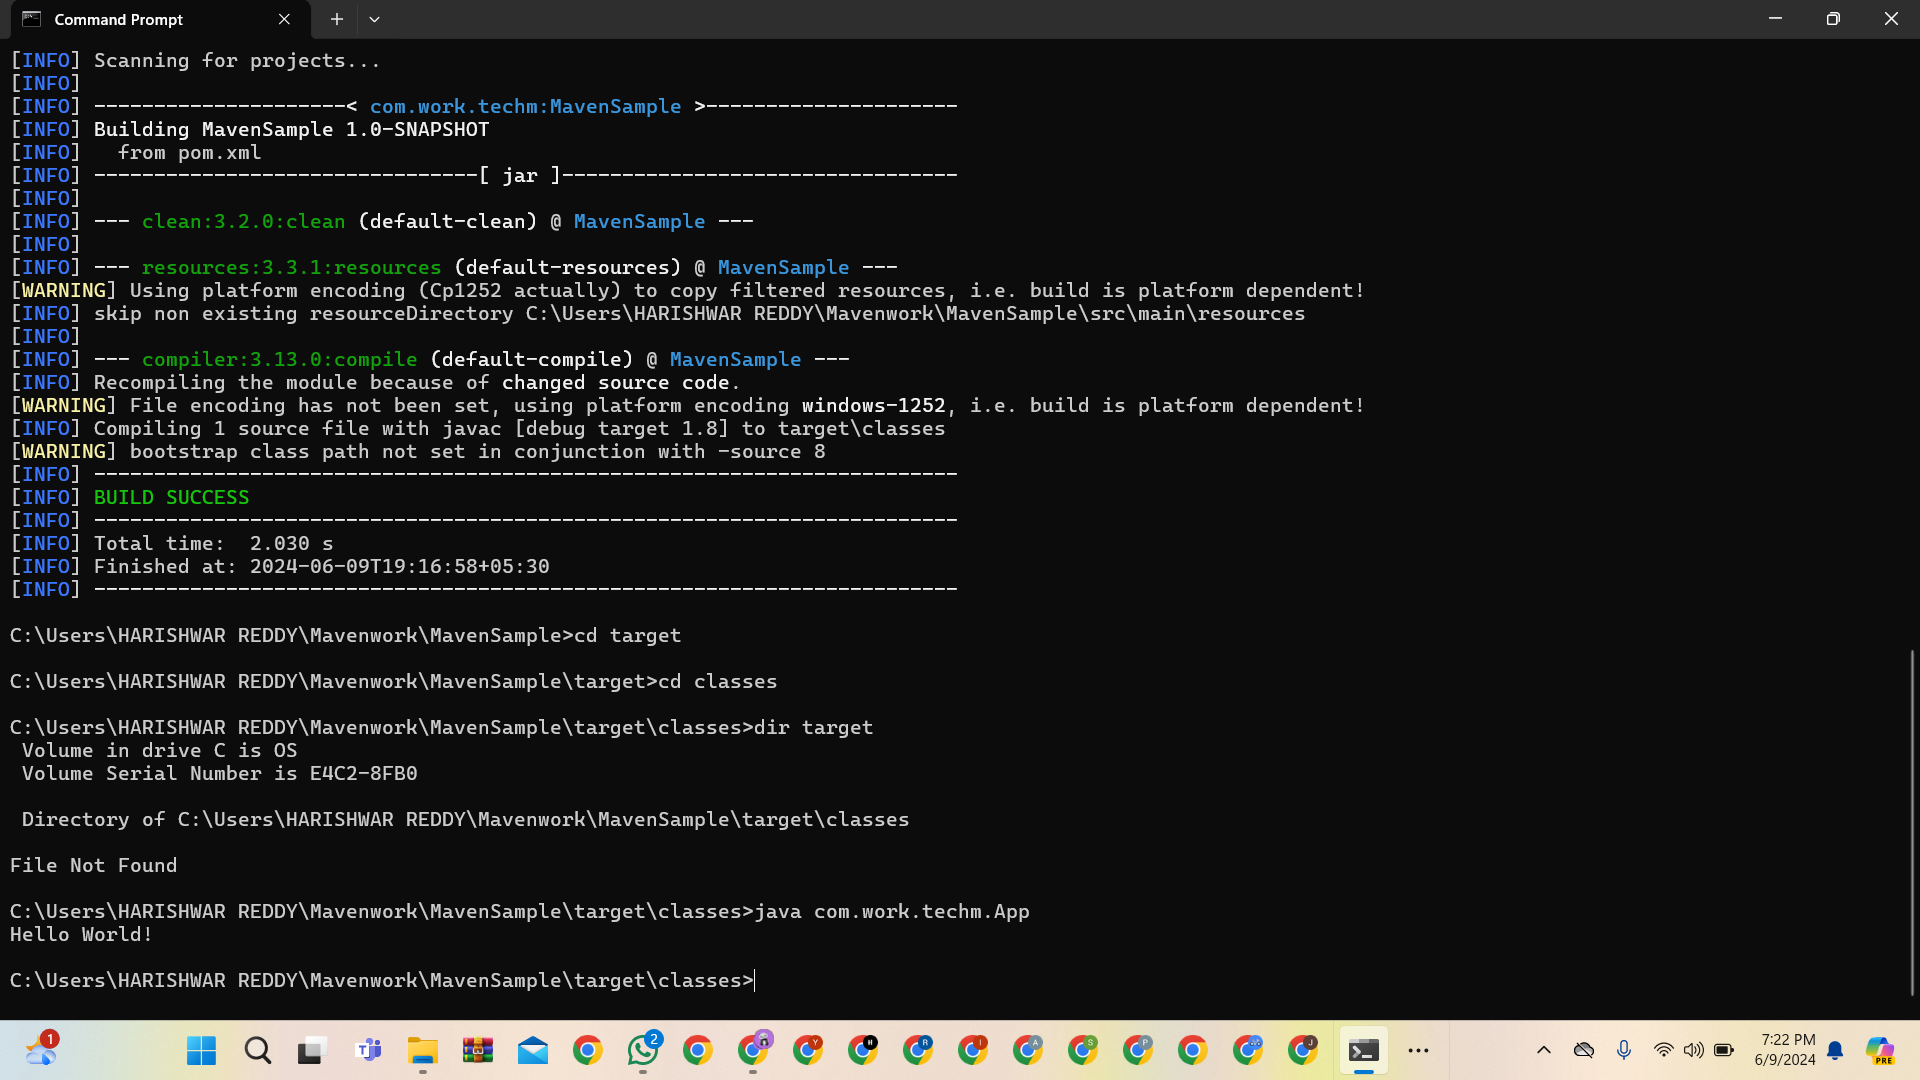 Command Prompt
[INFO] Scanning for projects...
[INFO]
[INFO] ---------------------< com.work.techm:MavenSample >---------------------
[INFO] Building MavenSample 1.0-SNAPSHOT
[INFO]   from pom.xml
[INFO] --------------------------------[ jar ]---------------------------------
[INFO]
[INFO] --- clean:3.2.0:clean (default-clean) @ MavenSample ---
[INFO]
[INFO] --- resources:3.3.1:resources (default-resources) @ MavenSample ---
[WARNING] Using platform encoding (Cp1252 actually) to copy filtered resources, i.e. build is platform dependent!
[INFO] skip non existing resourceDirectory C:\Users\HARISHWAR REDDY\Mavenwork\MavenSample\src\main\resources
[INFO]
[INFO] --- compiler:3.13.0:compile (default-compile) @ MavenSample ---
[INFO] Recompiling the module because of changed source code.
[WARNING] File encoding has not been set, using platform encoding windows-1252, i.e. build is platform dependent!
[INFO] Compiling 1 source file with javac [debug target 1.8] to target\classes
[WARNING] bootstrap class path not set in conjunction with -source 8
[INFO] ------------------------------------------------------------------------
[INFO] BUILD SUCCESS
[INFO] ------------------------------------------------------------------------
[INFO] Total time:  2.030 s
[INFO] Finished at: 2024-06-09T19:16:58+05:30
[INFO] ------------------------------------------------------------------------
C:\Users\HARISHWAR REDDY\Mavenwork\MavenSample>cd target
C:\Users\HARISHWAR REDDY\Mavenwork\MavenSample\target>cd classes
C:\Users\HARISHWAR REDDY\Mavenwork\MavenSample\target\classes>dir target
Volume in drive C is OS
Volume Serial Number is E4C2-8FB0
Directory of C:\Users\HARISHWAR REDDY\Mavenwork\MavenSample\target\classes
File Not Found
C:\Users\HARISHWAR REDDY\Mavenwork\MavenSample\target\classes>java com.work.techm.App
Hello World!
C:\Users\HARISHWAR REDDY\Mavenwork\MavenSample\target\classes>
1
2
7:22 PM
6/9/2024
PRE